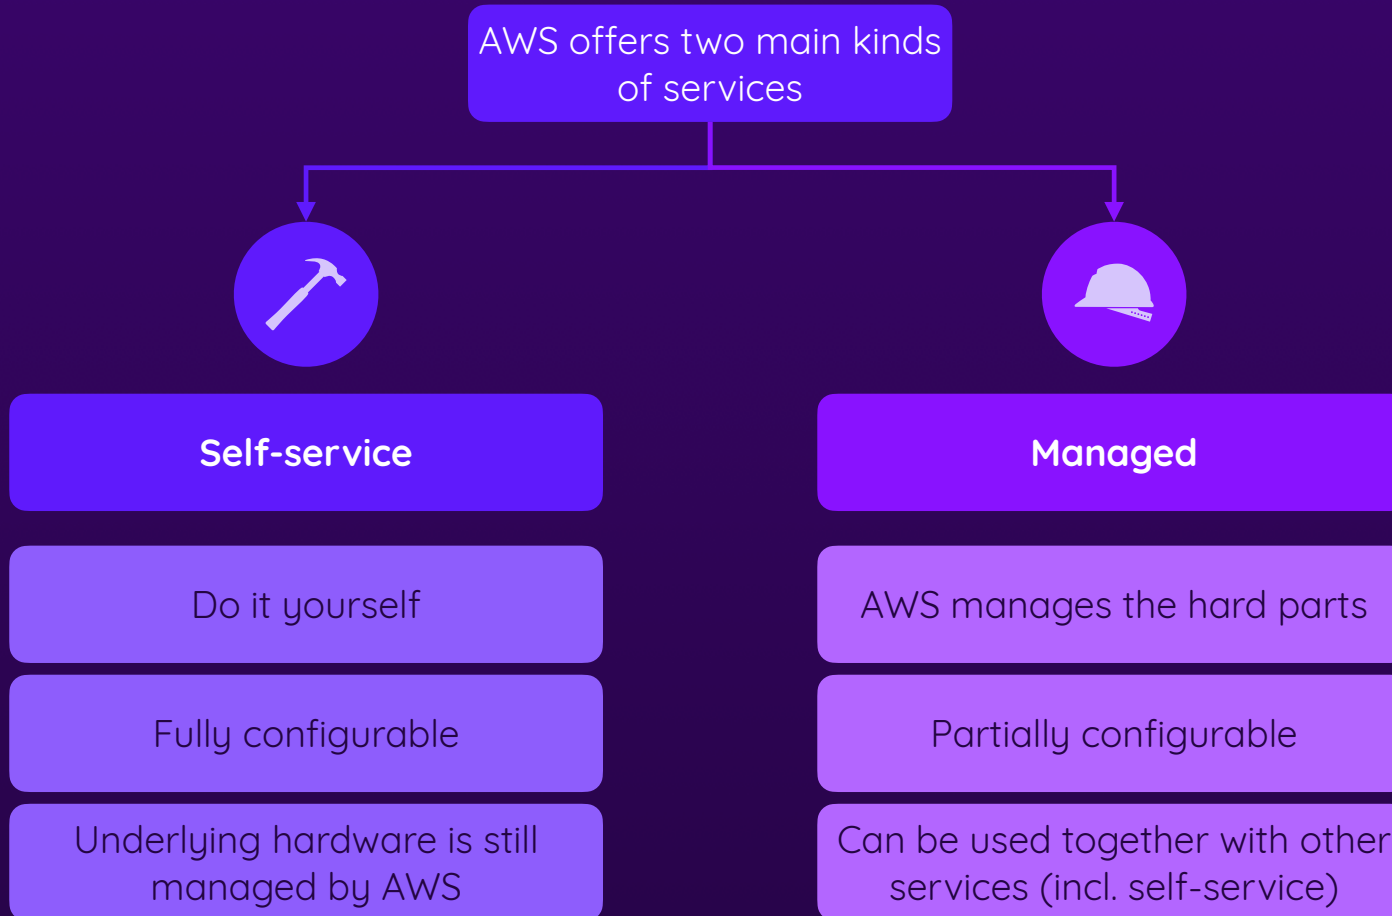 AWS offers two main kinds
of services
Self-service
Managed
Do it yourself
AWS manages the hard parts
Fully configurable
Partially configurable
Underlying hardware is still
managed by AWS
Can be used together with other
services (incl. self-service)